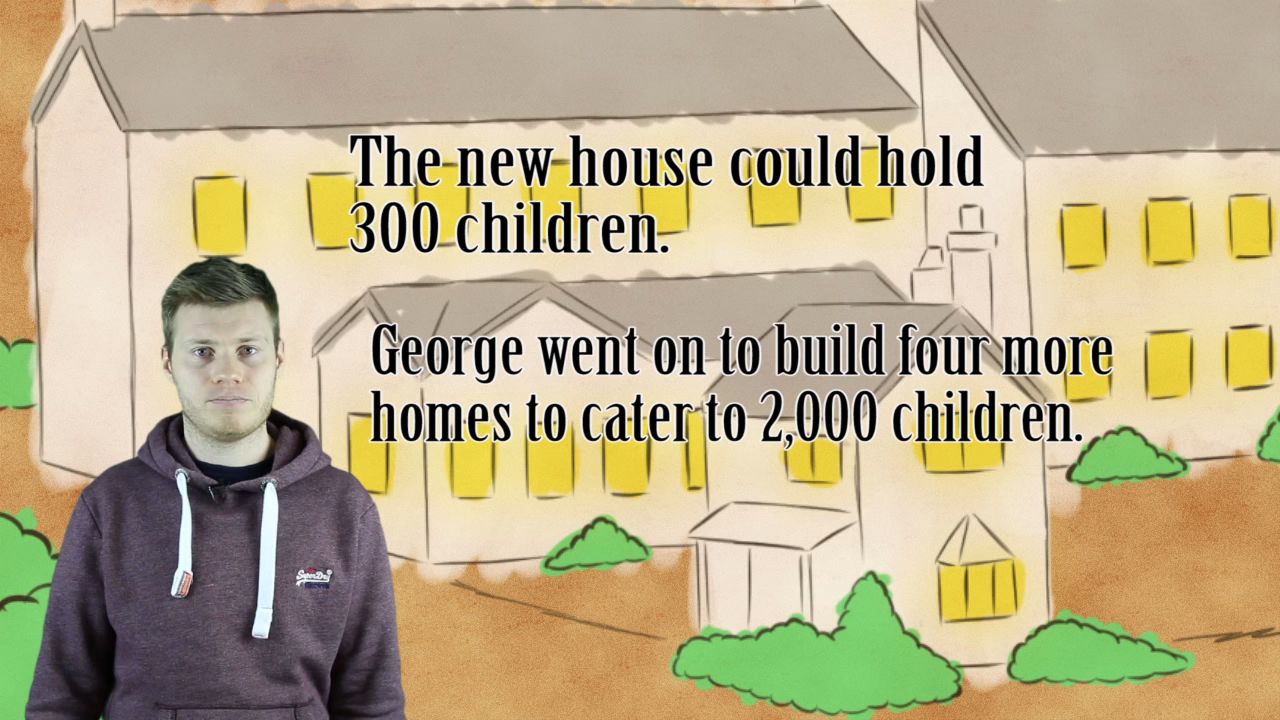 The new house could hold
300 children.
George went on to build four more
homes to cater to 2,000 children.
SuperDry